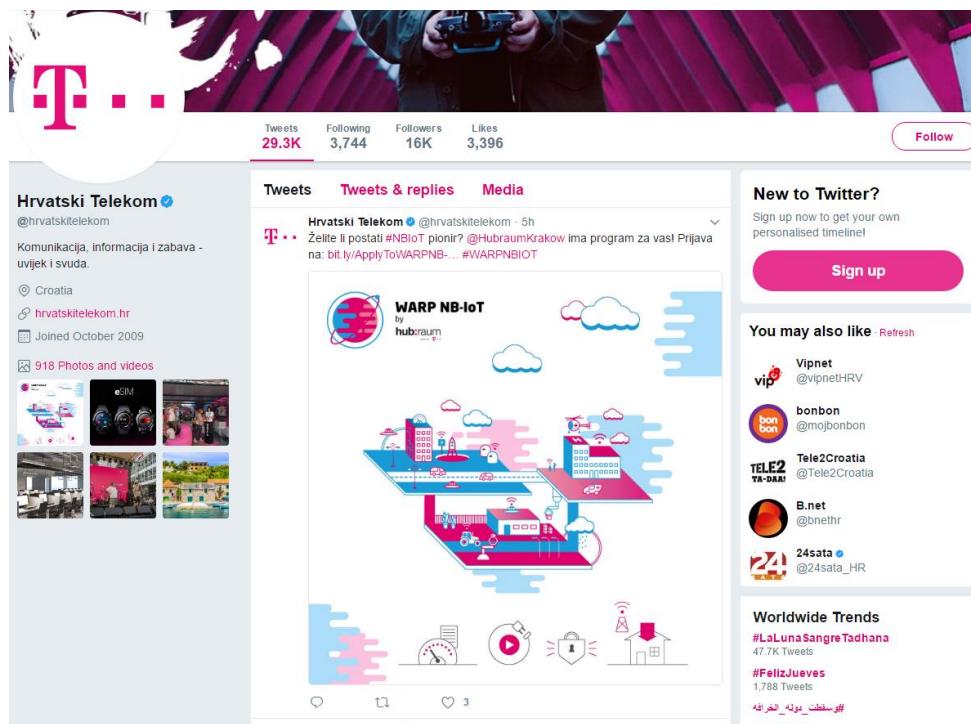 T
Tweets
29.3K
Following
3,744
Followers
16K
Likes
3,396
Follow
Hrvatski Telekom
@hrvatskitelekom
Komunikacija, informacija i zabava -
uvijek i svuda.
Croatia
hrvatskitelekom.hr
Joined October 2009
918 Photos and videos
eSIM
Tweets
Tweets & replies
Media
Hrvatski Telekom @hrvatskitelekom · 5h
Želite li postati #NBIoT pionir? @HubraumKrakow ima program za vas! Prijava
na: bit.ly/ApplyToWARPNB-... #WARPNBIOT
WARP NB-IoT
by
hub:raum
3
New to Twitter?
Sign up now to get your own
personalised timeline!
Sign up
You may also like · Refresh
vip
Vipnet
@vipnetHRV
bon
bon
bonbon
@mojbonbon
TELE2
TA-DAA!
Tele2Croatia
@Tele2Croatia
B.net
@bnethr
24
SATA
24sata
@24sata_HR
Worldwide Trends
#LaLunaSangreTadhana
47.7K Tweets
#FelizJueves
1,788 Tweets
#وسقطت_دوله_الخرافه